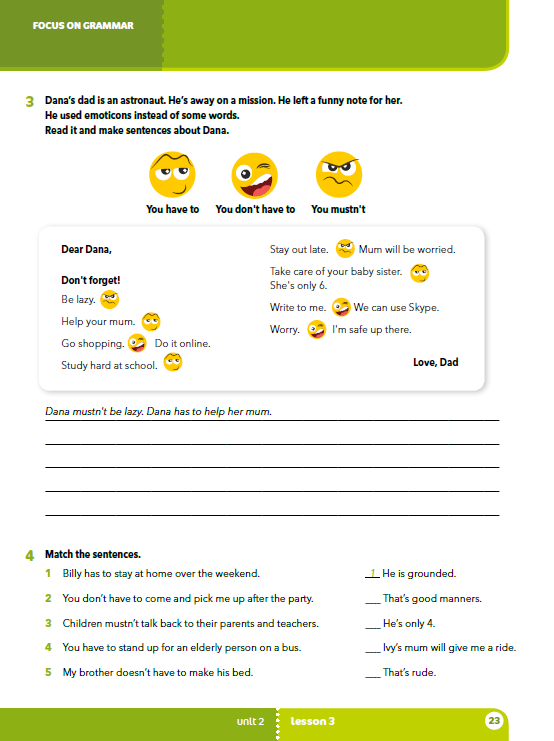 FOCUS ON GRAMMAR
3 Dana's dad is an astronaut. He's away on a mission. He left a funny note for her.
He used emoticons instead of some words.
Read it and make sentences about Dana.
You have to You don't have to You mustn't
Dear Dana,
Don't forget!
Be lazy.
Help your mum.
Go shopping. Do it online.
Study hard at school.
Stay out late. Mum will be worried.
Take care of your baby sister.
She's only 6.
Write to me. We can use Skype.
Worry. I'm safe up there.
Love, Dad
Dana mustn't be lazy. Dana has to help her mum.
4 Match the sentences.
1 Billy has to stay at home over the weekend. 1 He is grounded.
2 You don't have to come and pick me up after the party. ___ That's good manners.
3 Children mustn't talk back to their parents and teachers. ___ He's only 4.
4 You have to stand up for an elderly person on a bus. ___ Ivy's mum will give me a ride.
5 My brother doesn't have to make his bed. ___ That's rude.
unit 2 lesson 3 23